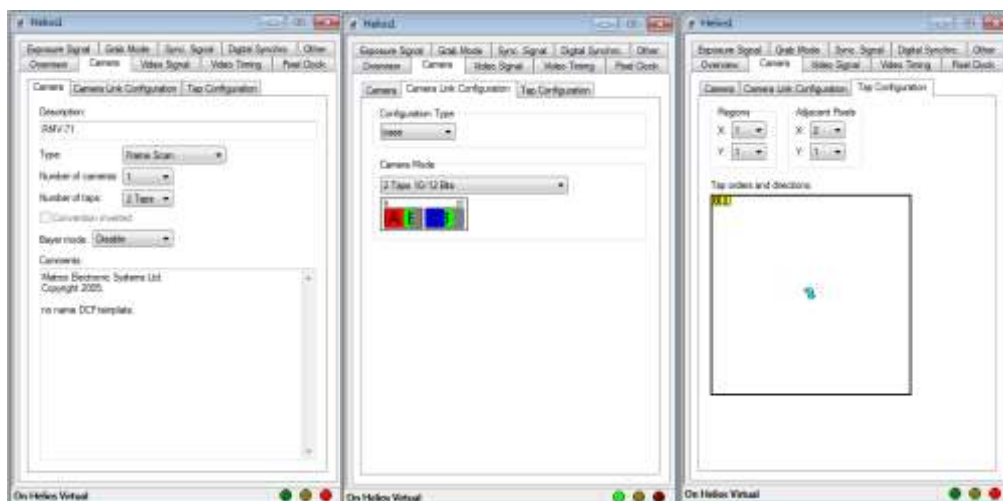 Helios1
Exposure Signal Grab Mode Sync. Signal Digital Synchro. Other
Overview Camera Video Signal Video Timing Pixel Clock
Camera Camera Link Configuration Tap Configuration
Description:
RMV-71
Type: Frame Scan
Number of cameras: 1
Number of taps: 2 Taps
Convention inverted
Bayer mode: Disable
Comments:
Matrox Electronic Systems Ltd.
Copyright 2005.
no name DCF template.
On Helios Virtual
Helios1
Exposure Signal Grab Mode Sync. Signal Digital Synchro. Other
Overview Camera Video Signal Video Timing Pixel Clock
Camera Camera Link Configuration Tap Configuration
Configuration Type
base
Camera Mode
2 Taps 10/12 Bits
On Helios Virtual
Helios1
Exposure Signal Grab Mode Sync. Signal Digital Synchro. Other
Overview Camera Video Signal Video Timing Pixel Clock
Camera Camera Link Configuration Tap Configuration
Regions Adjacent Pixels
X: 1 X: 2
Y: 1 Y: 1
Tap orders and directions:
On Helios Virtual